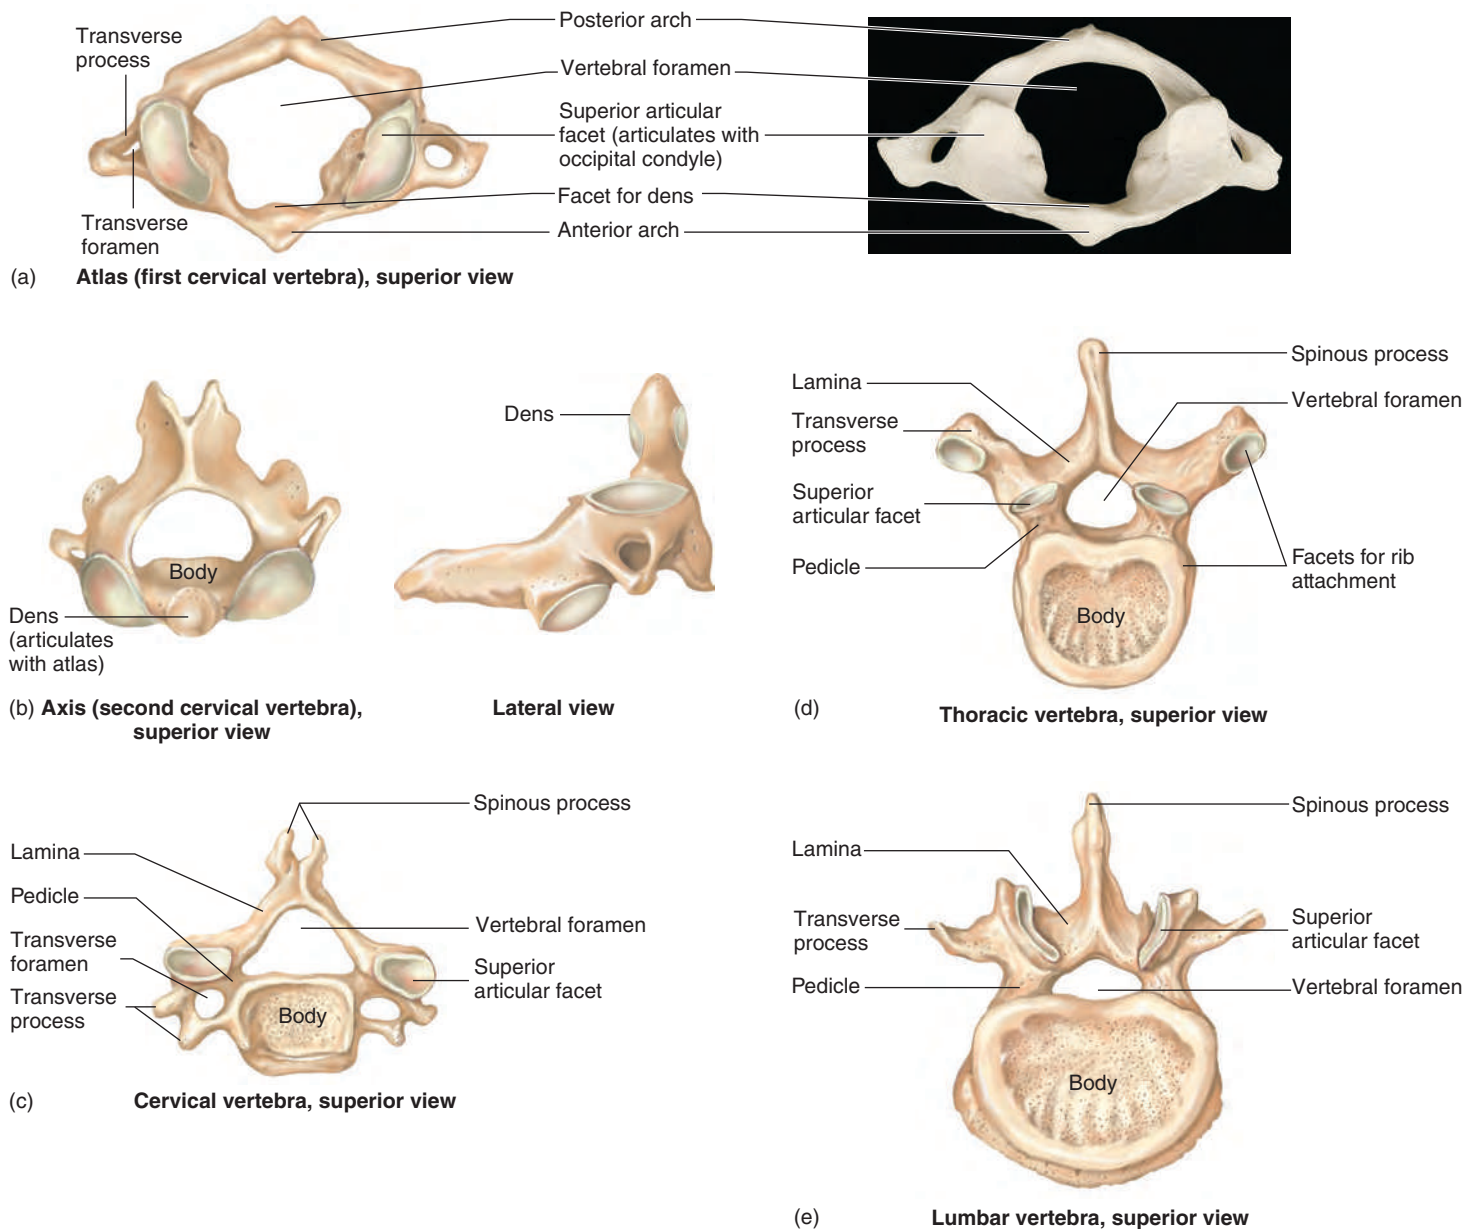 Transverse
process
Posterior arch
Vertebral foramen
Superior articular
facet (articulates with
occipital condyle)
Facet for dens
Anterior arch
Transverse
foramen
(a) Atlas (first cervical vertebra), superior view
Dens
Body
Dens
(articulates
with atlas)
(b) Axis (second cervical vertebra),
superior view
Lateral view
Spinous process
Lamina
Vertebral foramen
Transverse
process
Superior
articular facet
Pedicle
Facets for rib
attachment
Body
(d) Thoracic vertebra, superior view
Spinous process
Lamina
Pedicle
Vertebral foramen
Transverse
foramen
Superior
articular facet
Transverse
process
Body
(c) Cervical vertebra, superior view
Spinous process
Lamina
Transverse
process
Superior
articular facet
Pedicle
Vertebral foramen
Body
(e) Lumbar vertebra, superior view